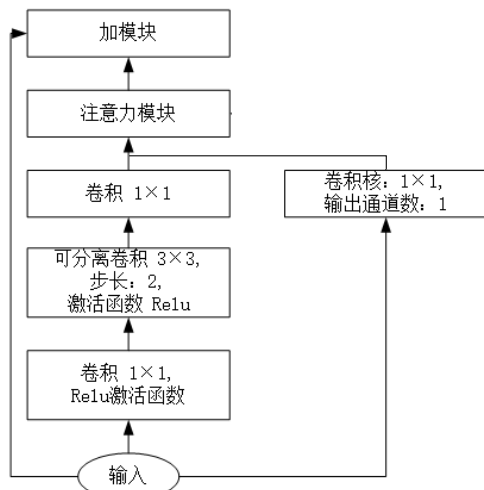 加模块
注意力模块
卷积 1×1
卷积核：1×1,
输出通道数：1
可分离卷积 3×3,
步长：2,
激活函数 Relu
卷积 1×1,
Relu激活函数
输入